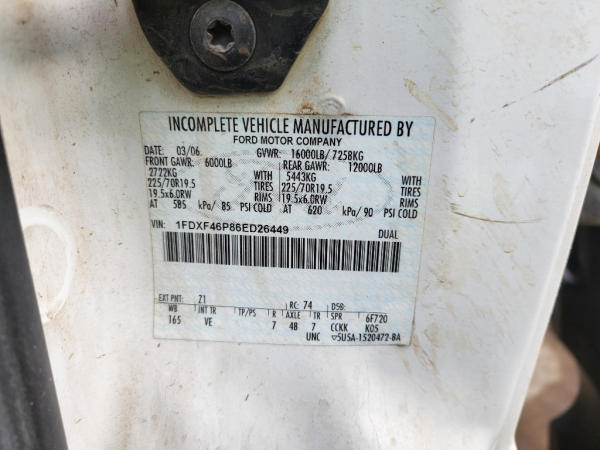 INCOMPLETE VEHICLE MANUFACTURED BY
FORD MOTOR COMPANY
DATE: 03/06 GVWR: 16000LB/ 7258KG
FRONT GAWR: 6000LB REAR GAWR: 12000LB
2722KG WITH 5443KG WITH
225/70R19.5 TIRES 225/70R19.5 TIRES
19.5x6.0RW RIMS 19.5x6.0RW RIMS
AT 585 kPa/ 85 PSI COLD AT 620 kPa/90 PSI COLD
VIN: 1FDXF46P86ED26449 DUAL
EXT PNT: Z1 RC: 74 DSO:
WB INT TR TP/PS R AXLE TR SPR 6F720
165 VE 7 48 7 CCKK K05
UNC ▽5U5A-1520472-BA